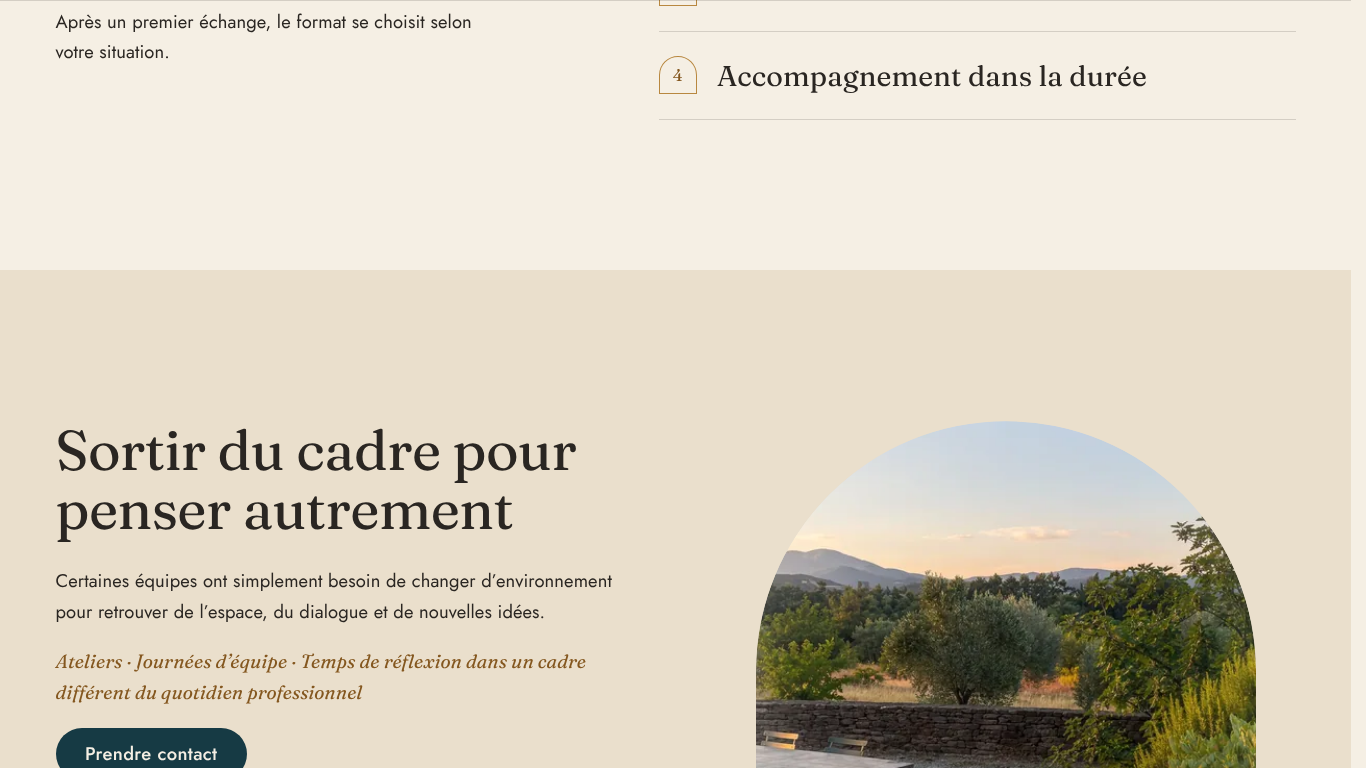 Après un premier échange, le format se choisit selon
votre situation.
4
Accompagnement dans la durée
Sortir du cadre pour
penser autrement
Certaines équipes ont simplement besoin de changer d’environnement
pour retrouver de l’espace, du dialogue et de nouvelles idées.
Ateliers · Journées d’équipe · Temps de réflexion dans un cadre
différent du quotidien professionnel
Prendre contact